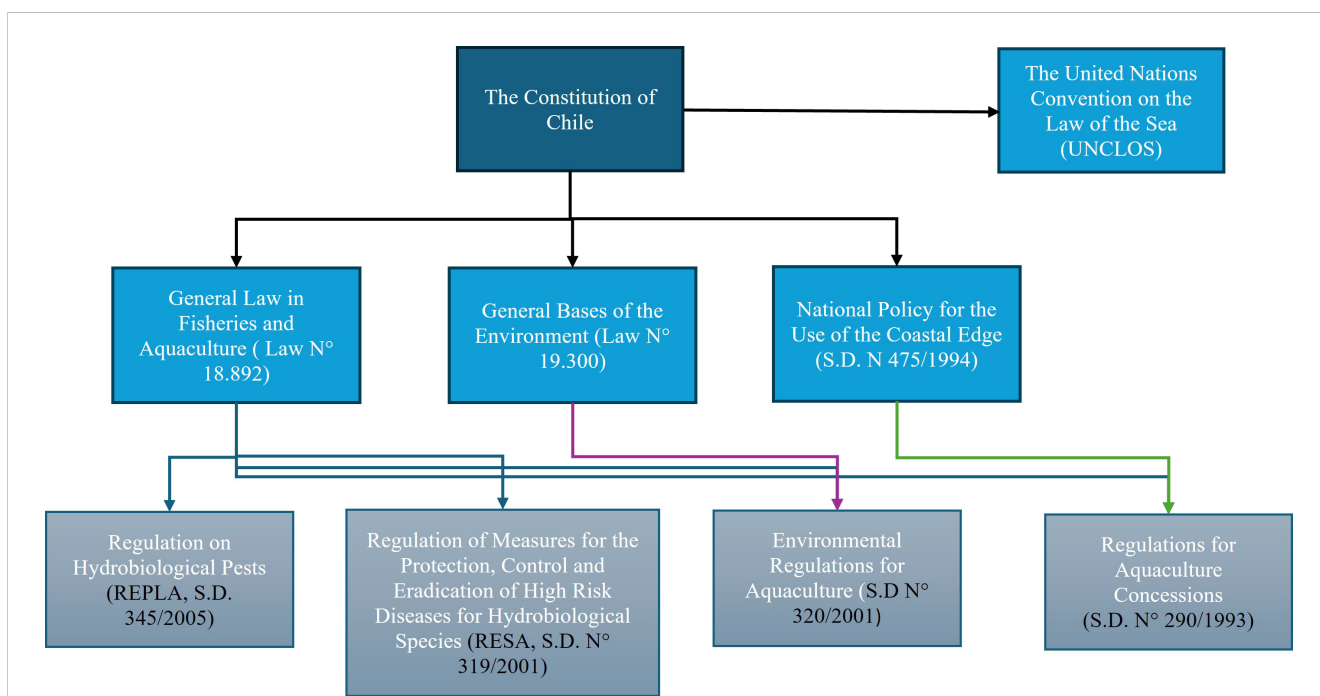 The Constitution of
Chile
The United Nations
Convention on the
Law of the Sea
(UNCLOS)
General Law in
Fisheries and
Aquaculture ( Law N°
18.892)
General Bases of the
Environment (Law N°
19.300)
National Policy for the
Use of the Coastal Edge
(S.D. N 475/1994)
Regulation on
Hydrobiological Pests
(REPLA, S.D.
345/2005)
Regulation of Measures for the
Protection, Control and
Eradication of High Risk
Diseases for Hydrobiological
Species (RESA, S.D. N°
319/2001)
Environmental
Regulations for
Aquaculture (S.D N°
320/2001)
Regulations for
Aquaculture
Concessions
(S.D. N° 290/1993)